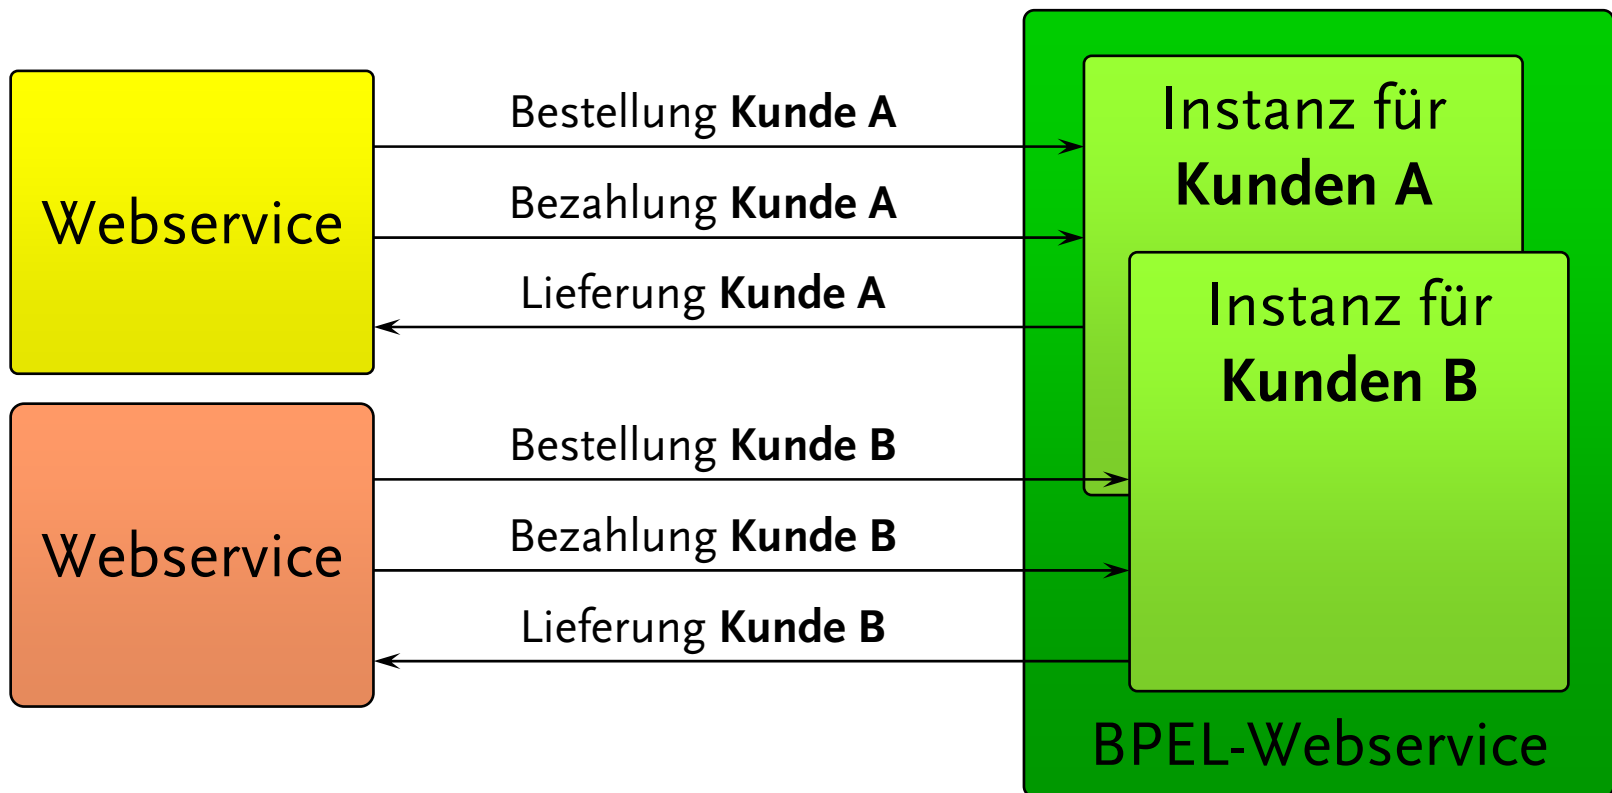 Webservice
Bestellung Kunde A
Bezahlung Kunde A
Lieferung Kunde A
Instanz für
Kunden A
Webservice
Bestellung Kunde B
Bezahlung Kunde B
Lieferung Kunde B
Instanz für
Kunden B
BPEL-Webservice